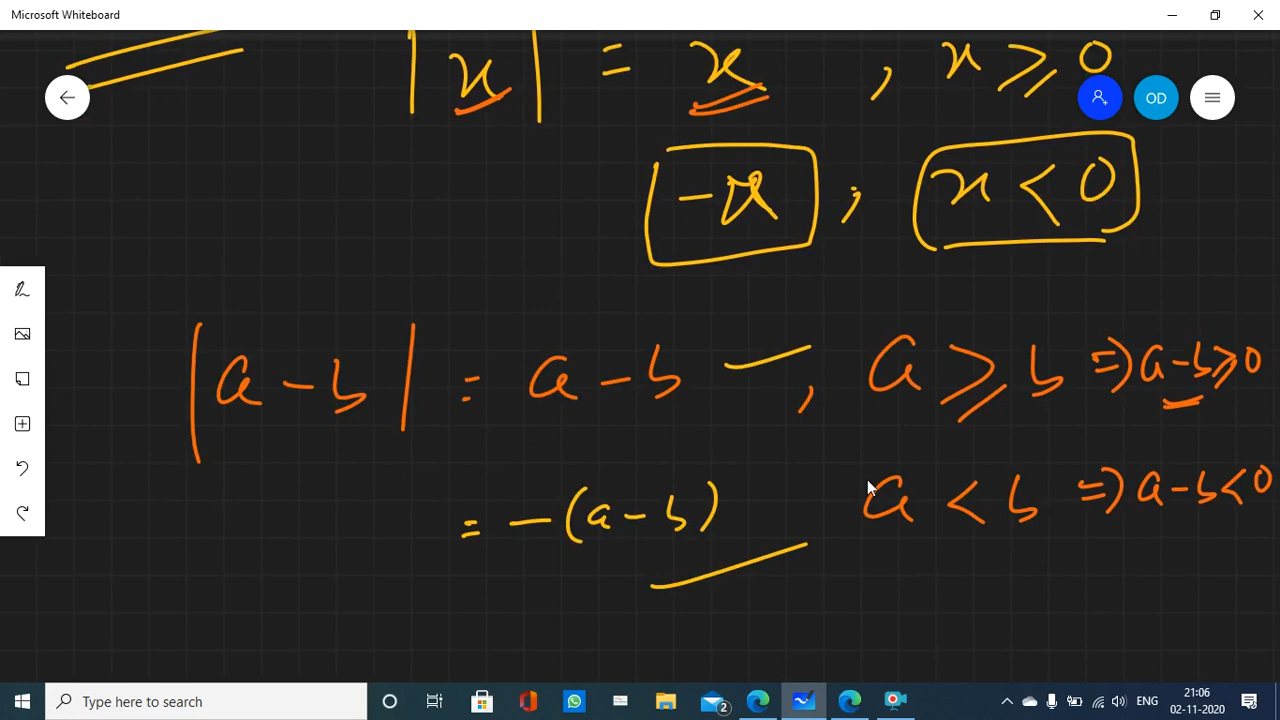 Microsoft Whiteboard
|x| = x , x ⩾ 0
OD
-x , x < 0
|a-b| = a-b , a ⩾ b => a-b ⩾ 0
= -(a-b) a < b => a-b < 0
Type here to search
2
ENG
21:06
02-11-2020